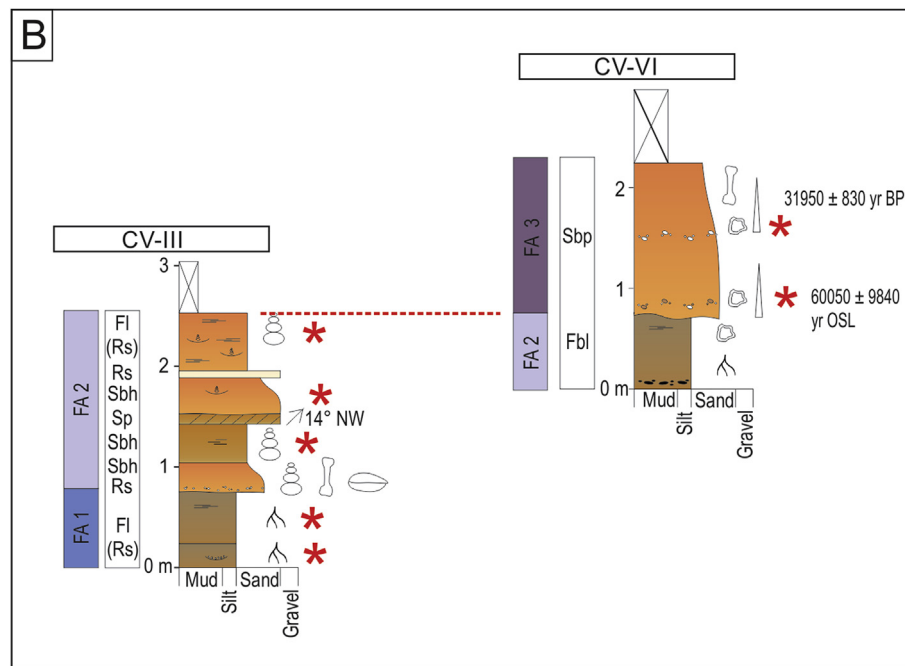 B
CV-VI
2
1
0 m
FA 3
FA 2
Sbp
Fbl
31950 ± 830 yr BP
60050 ± 9840
yr OSL
Mud
Silt
Sand
Gravel
CV-III
3
2
1
0 m
FA 2
FA 1
Fl
(Rs)
Rs
Sbh
Sp
Sbh
Sbh
Rs
Fl
(Rs)
14° NW
Mud
Silt
Sand
Gravel